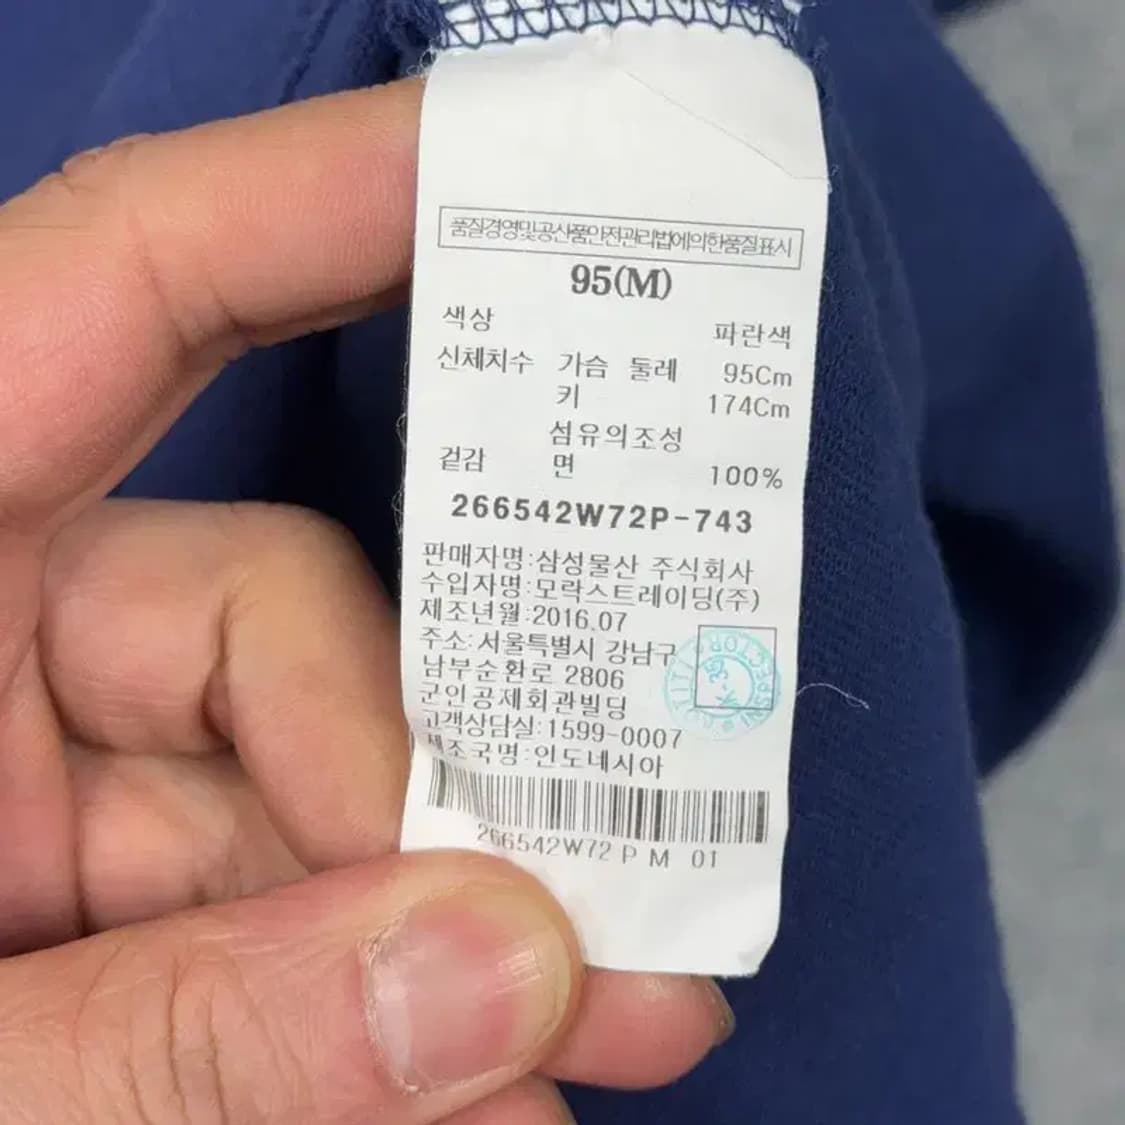 품질경영및공산품안전관리법에의한품질표시
95(M)
색상 파란색
신체치수 가슴 둘레 95Cm
키 174Cm
섬유의조성
겉감 면 100%
266542W72P-743
판매자명:삼성물산 주식회사
수입자명:모락스트레이딩(주)
제조년월:2016.07
주소:서울특별시 강남구
남부순환로 2806
군인공제회관빌딩
고객상담실:1599-0007
제조국명:인도네시아
266542W72 P M 01
INSPECTOR